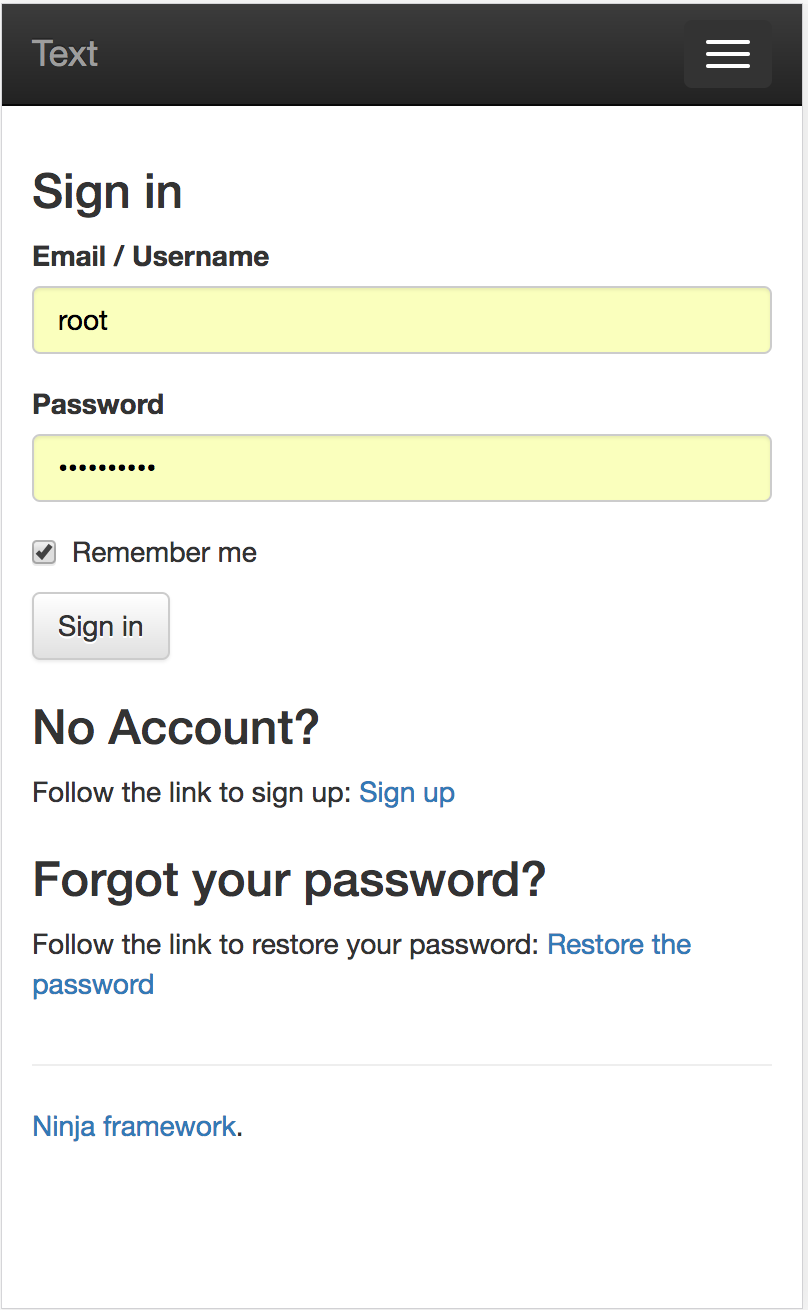 Text
Sign in
Email / Username
root
Password
••••••••••
Remember me
Sign in
No Account?
Follow the link to sign up: Sign up
Forgot your password?
Follow the link to restore your password: Restore the
password
Ninja framework.